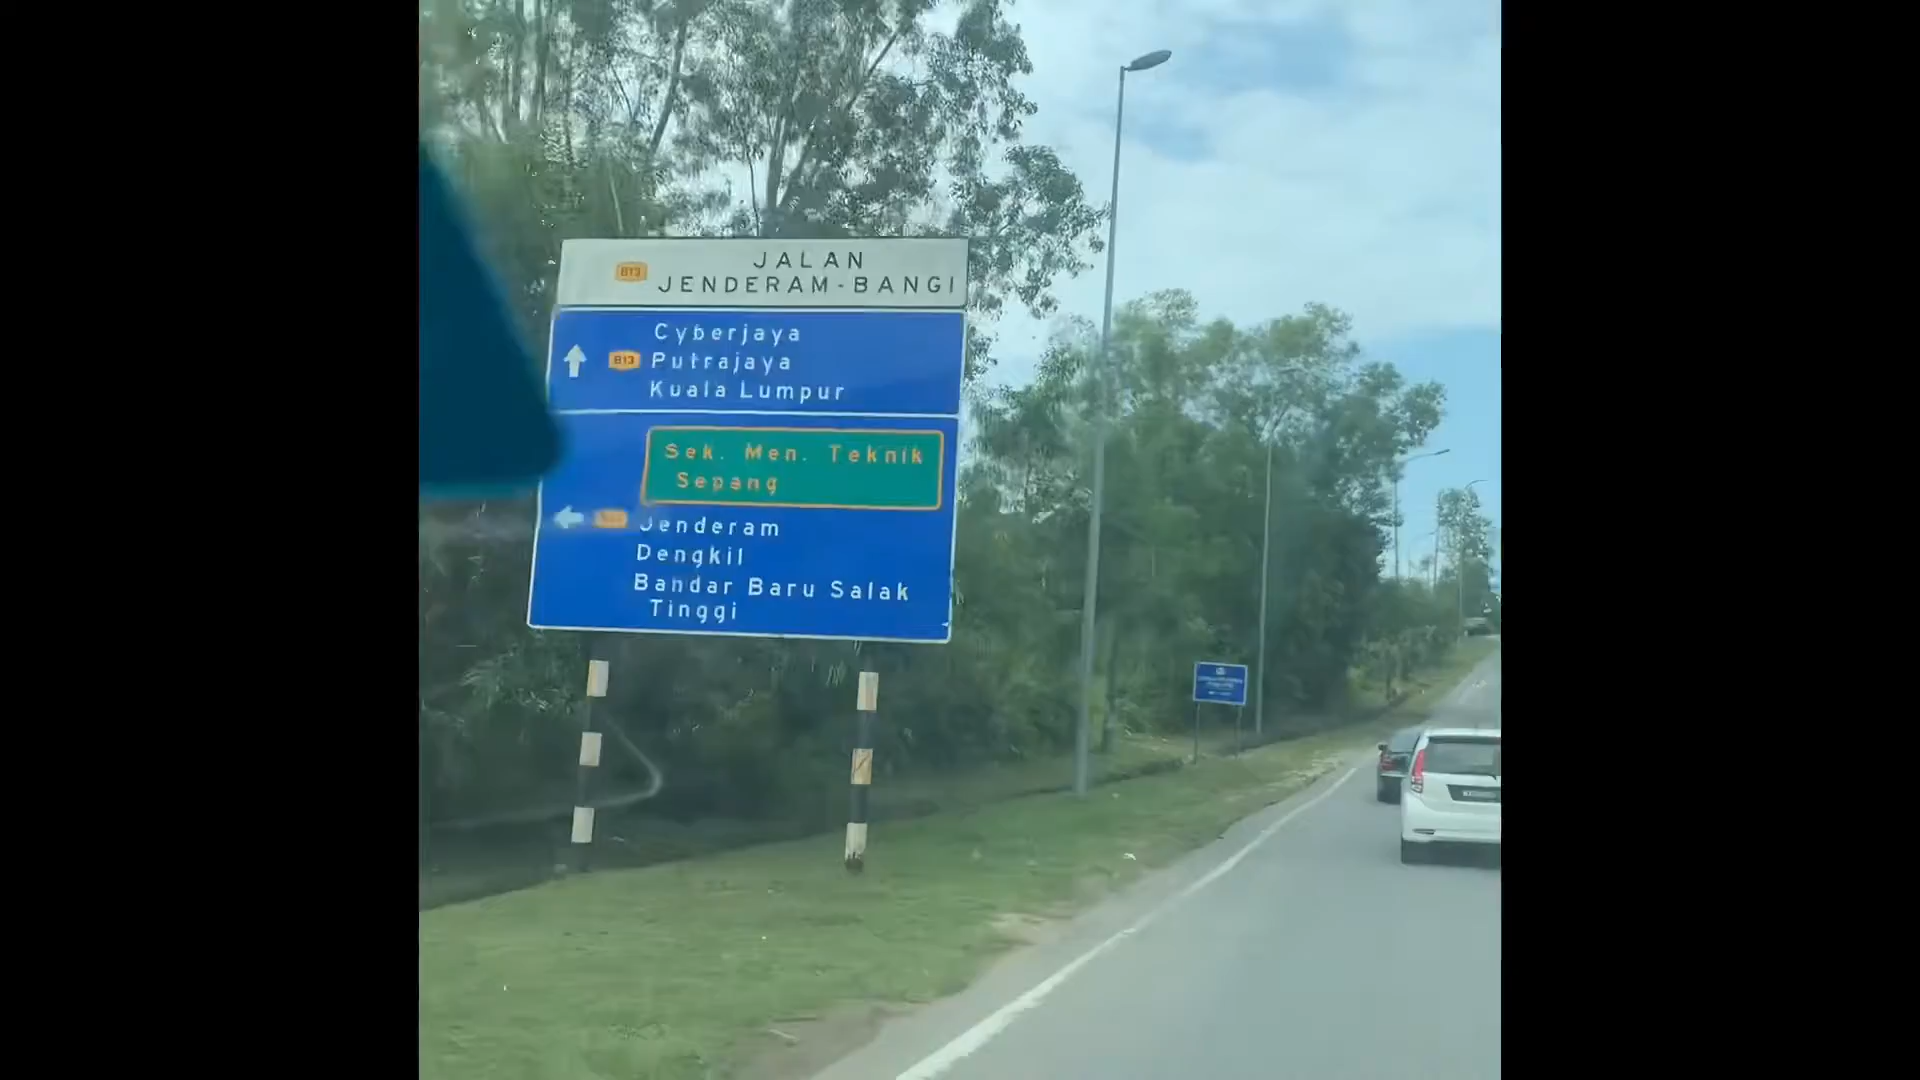 B13 JALAN
JENDERAM-BANGI
Cyberjaya
B13 Putrajaya
Kuala Lumpur
Sek. Men. Teknik
Sepang
Jenderam
Dengkil
Bandar Baru Salak
Tinggi